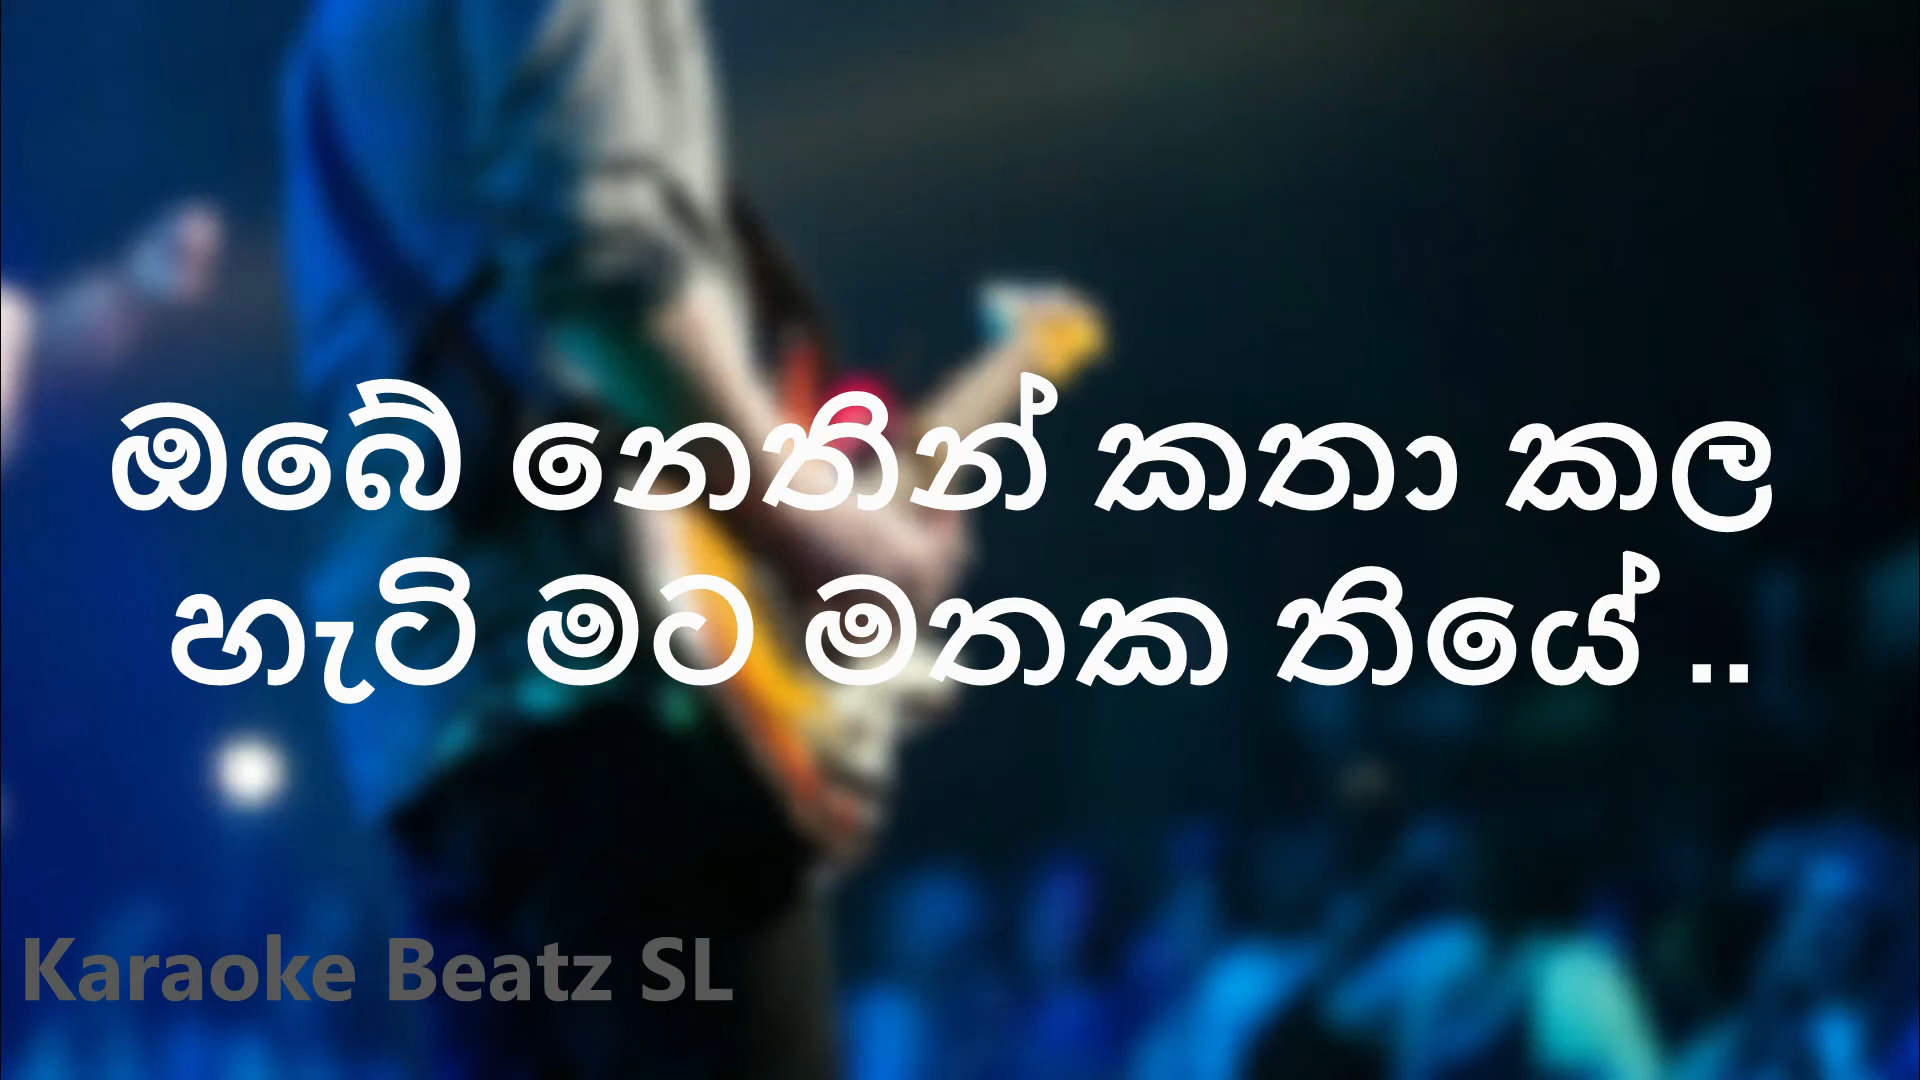 ඔබේ නෙතින් කතා කල
හැටි මට මතක තියේ ..
Karaoke Beatz SL